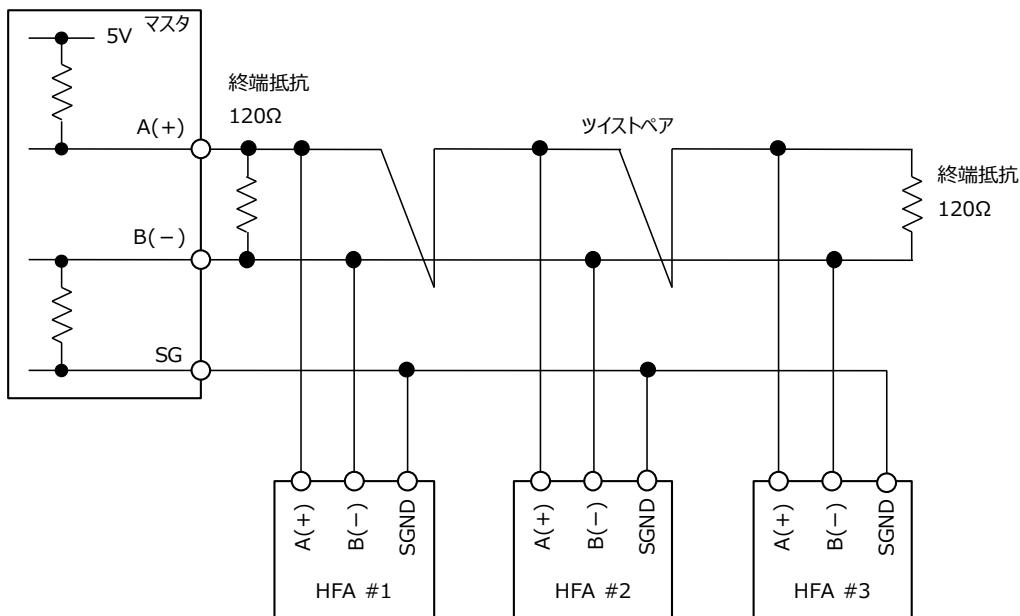 マスタ
5V
終端抵抗
120Ω
A(+)
ツイストペア
終端抵抗
120Ω
B(−)
SG
A(+)
B(−)
SGND
HFA #1
A(+)
B(−)
SGND
HFA #2
A(+)
B(−)
SGND
HFA #3